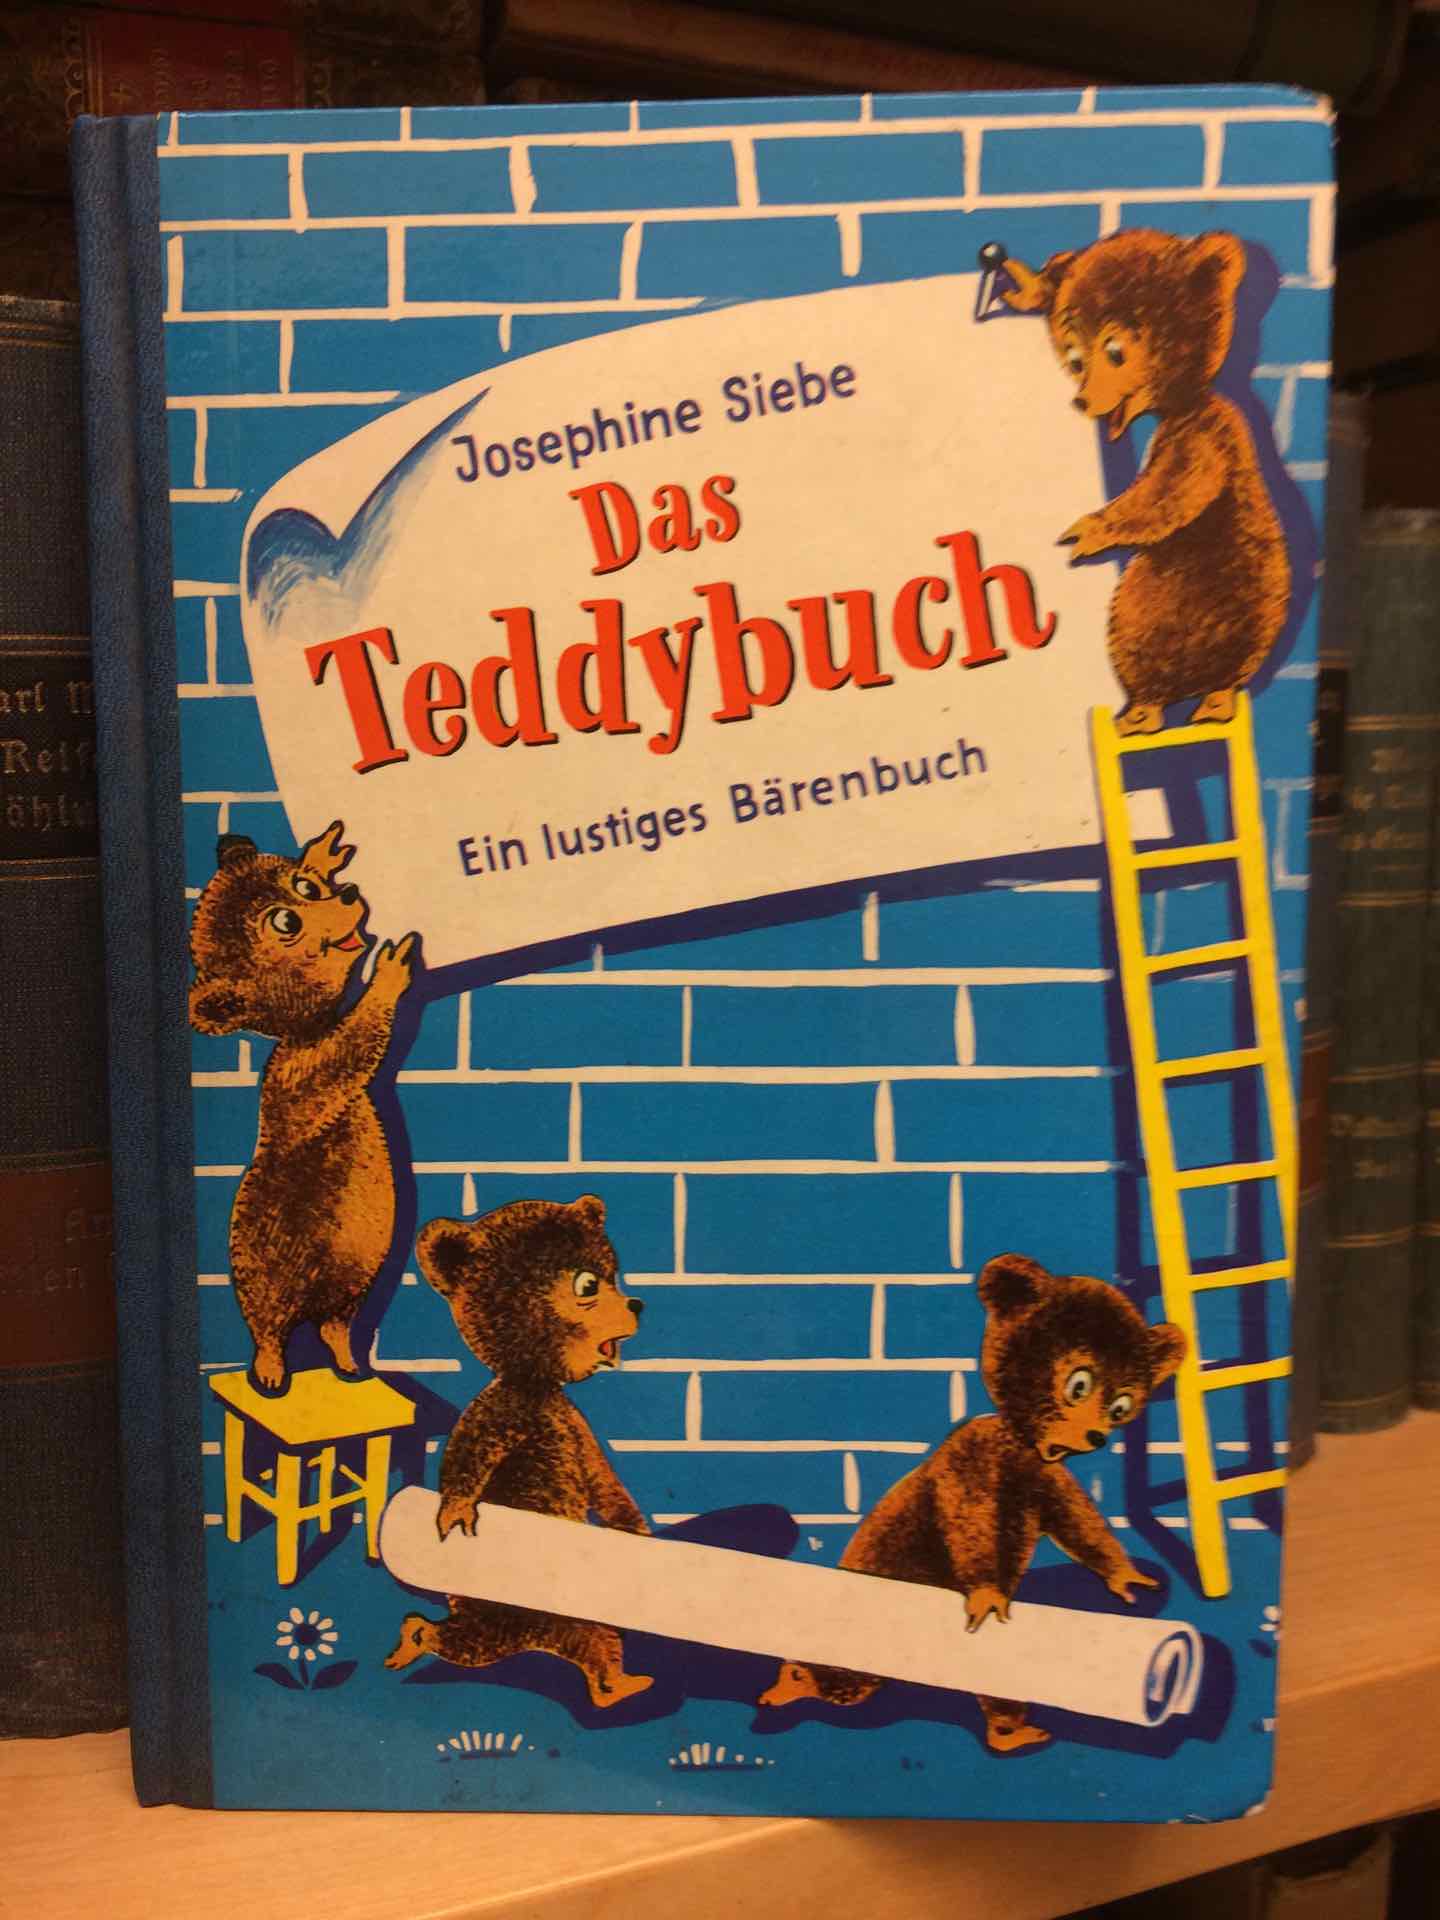 Josephine Siebe
Das
Teddybuch
Ein lustiges Bärenbuch